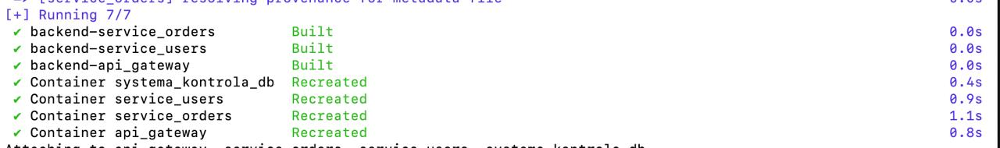 => [service_orders] resolving provenance for metadata file 0.0s
[+] Running 7/7
✔ backend-service_orders Built 0.0s
✔ backend-service_users Built 0.0s
✔ backend-api_gateway Built 0.0s
✔ Container systema_kontrola_db Recreated 0.4s
✔ Container service_users Recreated 0.9s
✔ Container service_orders Recreated 1.1s
✔ Container api_gateway Recreated 0.8s
Attaching to api_gateway, service_orders, service_users, systema_kontrola_db